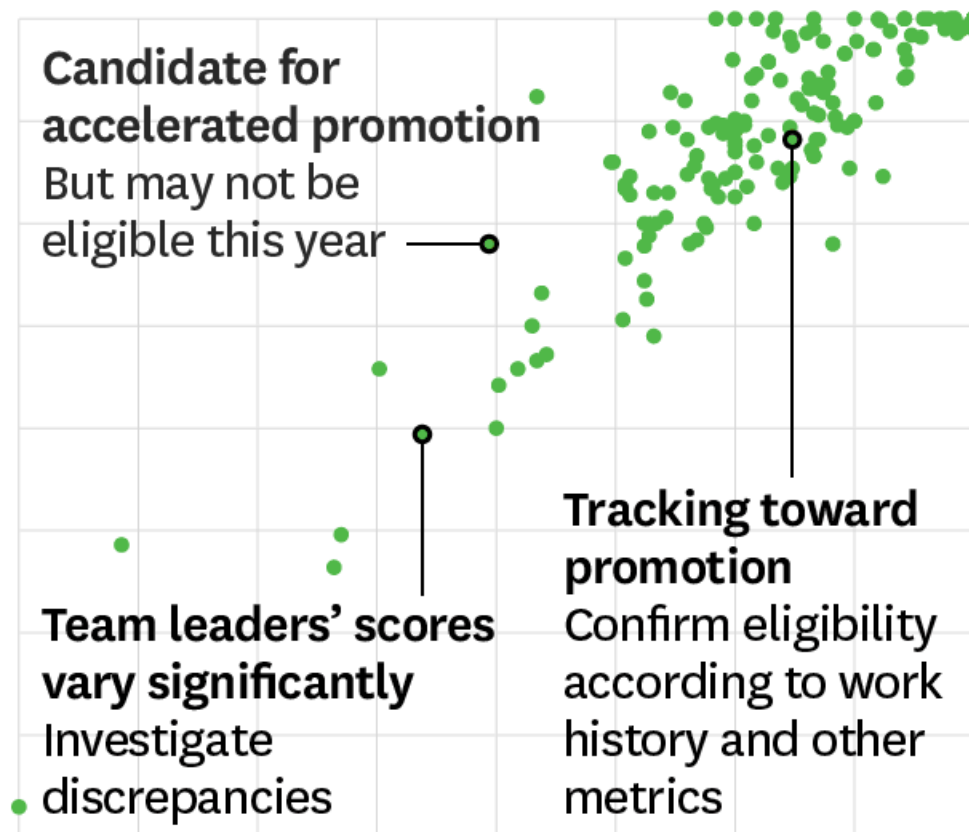 Candidate for
accelerated promotion
But may not be
eligible this year
Tracking toward
promotion
Confirm eligibility
according to work
history and other
metrics
Team leaders’ scores
vary significantly
Investigate
discrepancies